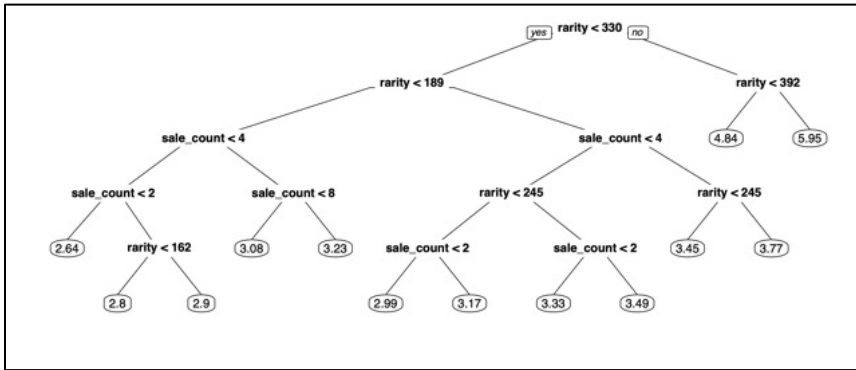 yes rarity < 330 no
rarity < 189 rarity < 392
sale_count < 4 sale_count < 4 4.84 5.95
sale_count < 2 sale_count < 8 rarity < 245 rarity < 245
2.64 rarity < 162 3.08 3.23 sale_count < 2 sale_count < 2 3.45 3.77
2.8 2.9 2.99 3.17 3.33 3.49